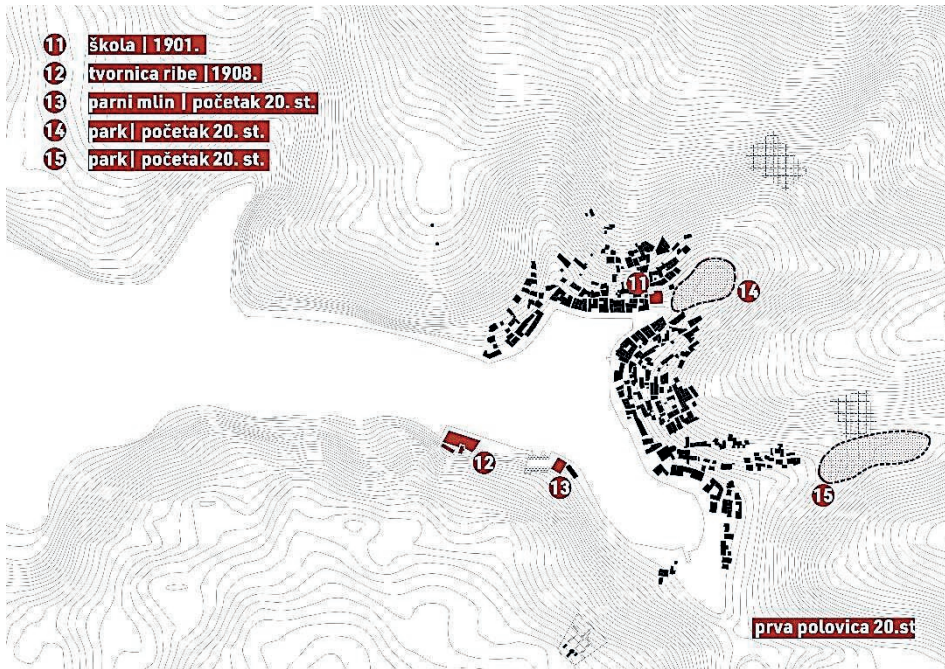 11 škola | 1901.
12 tvornica ribe | 1908.
13 parni mlin | početak 20. st.
14 park | početak 20. st.
15 park | početak 20. st.
11
14
12
13
15
prva polovica 20.st